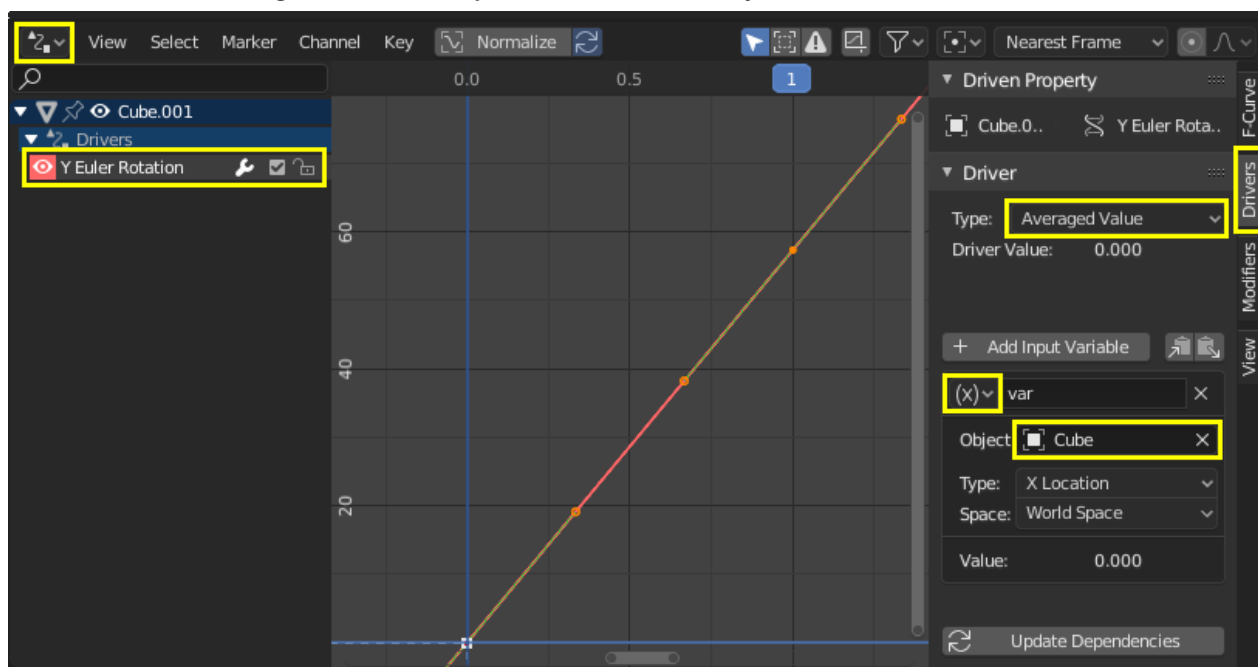 View Select Marker Channel Key Normalize Nearest Frame
0.0 0.5 1
Cube.001
Drivers
Y Euler Rotation
60
40
20
Driven Property
Cube.0.. Y Euler Rota..
Driver
Type: Averaged Value
Driver Value: 0.000
+ Add Input Variable
(x) var
Object Cube
Type: X Location
Space: World Space
Value: 0.000
Update Dependencies
F-Curve
Drivers
Modifiers
View